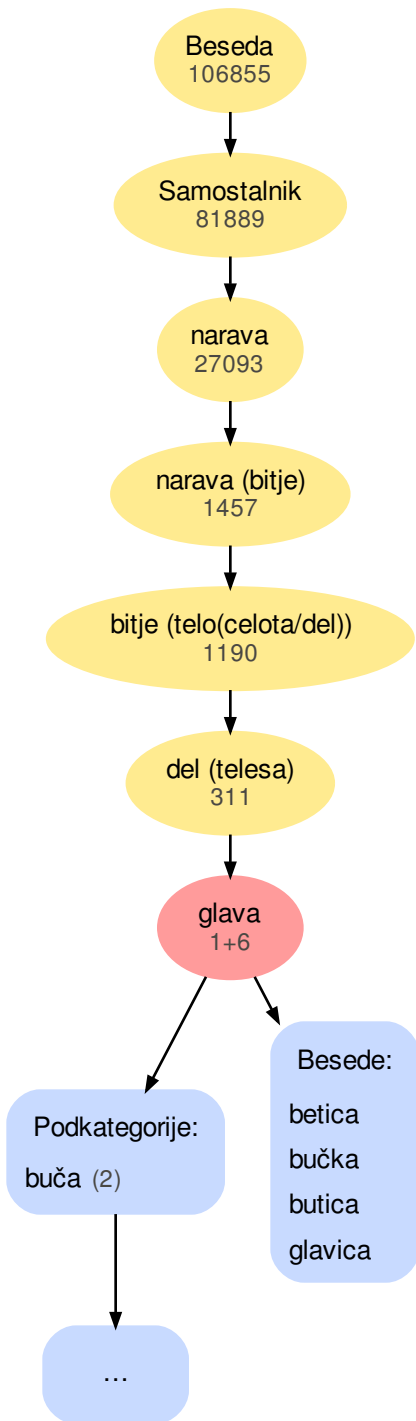 Beseda
106855
Samostalnik
81889
narava
27093
narava (bitje)
1457
bitje (telo(celota/del))
1190
del (telesa)
311
glava
1+6
Podkategorije:
buča (2)
Besede:
betica
bučka
butica
glavica
…